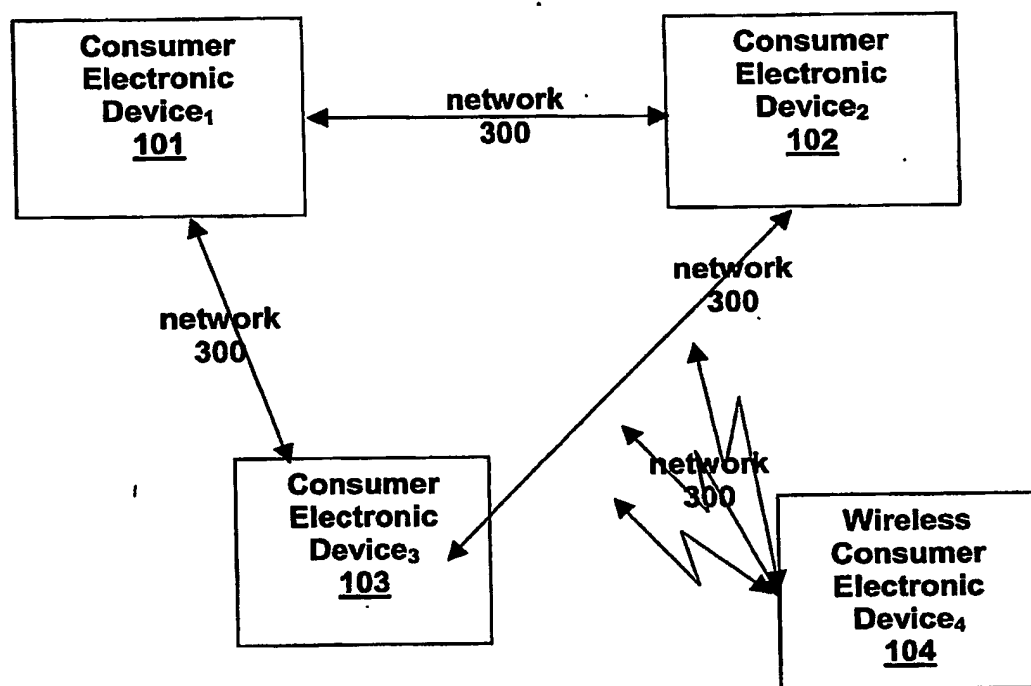 Consumer
Electronic
Device₁
101
Consumer
Electronic
Device₂
102
network
300
network
300
network
300
Consumer
Electronic
Device₃
103
network
300
Wireless
Consumer
Electronic
Device₄
104